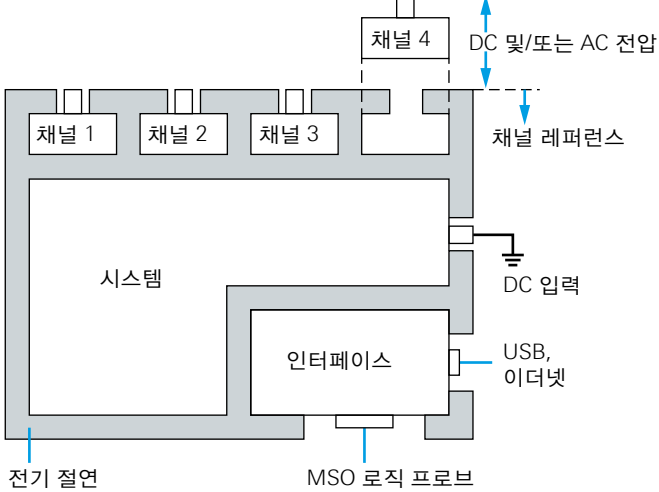 채널 4
DC 및/또는 AC 전압
채널 1
채널 2
채널 3
채널 레퍼런스
시스템
DC 입력
인터페이스
USB,
이더넷
전기 절연
MSO 로직 프로브